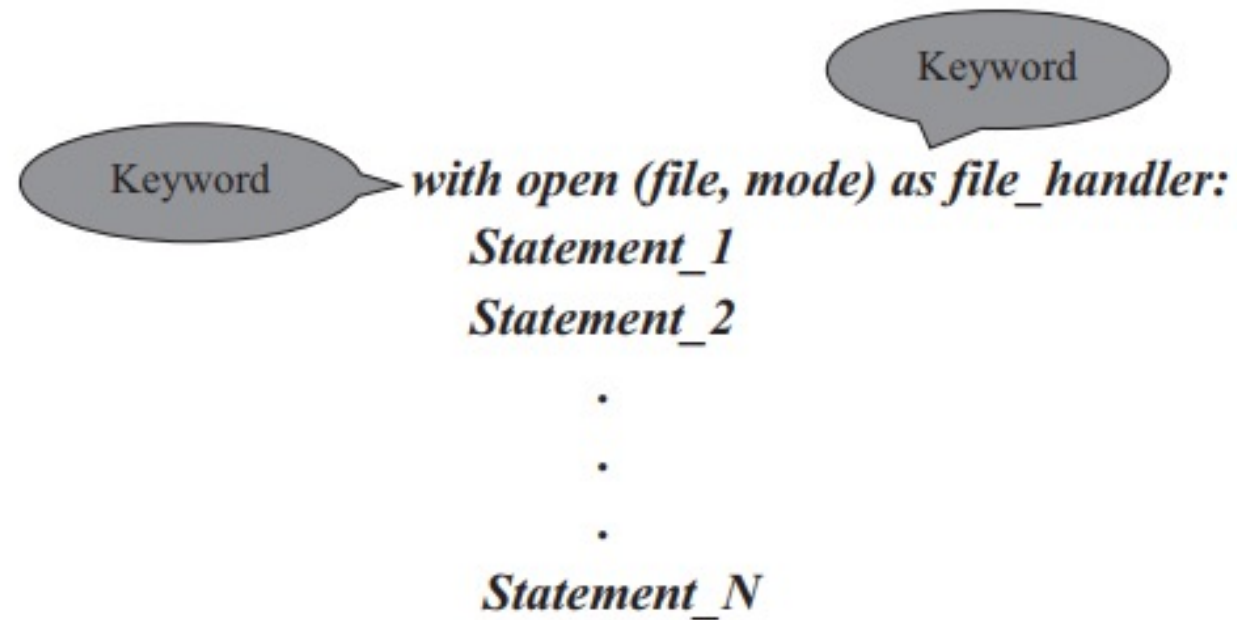 Keyword
Keyword
with open (file, mode) as file_handler:
Statement_1
Statement_2
.
.
.
Statement_N